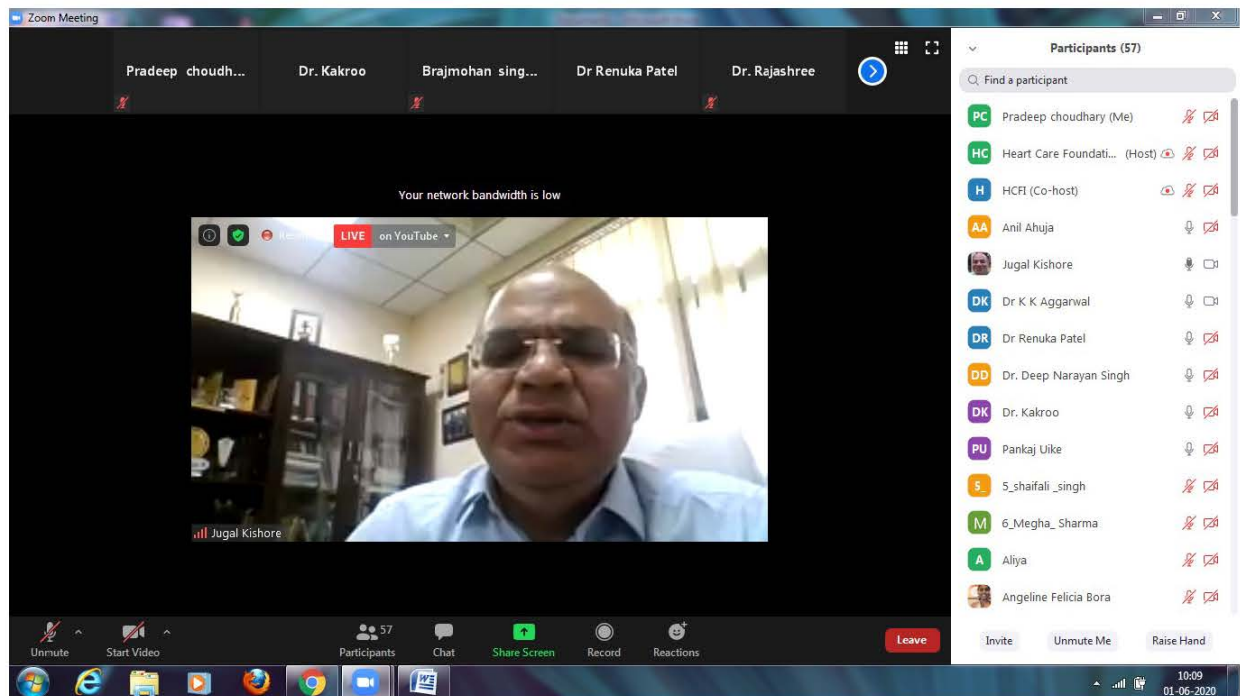 Zoom Meeting
Pradeep choudh...
Dr. Kakroo
Brajmohan sing...
Dr Renuka Patel
Dr. Rajashree
Your network bandwidth is low
LIVE on YouTube
Jugal Kishore
Unmute
Start Video
57
Participants
Chat
Share Screen
Record
Reactions
Leave
Participants (57)
Find a participant
PC Pradeep choudhary (Me)
HC Heart Care Foundati... (Host)
H HCFI (Co-host)
AA Anil Ahuja
Jugal Kishore
DK Dr K K Aggarwal
DR Dr Renuka Patel
DD Dr. Deep Narayan Singh
DK Dr. Kakroo
PU Pankaj Uike
5_ 5_shaifali _singh
M 6_Megha_ Sharma
A Aliya
Angeline Felicia Bora
Invite
Unmute Me
Raise Hand
10:09
01-06-2020